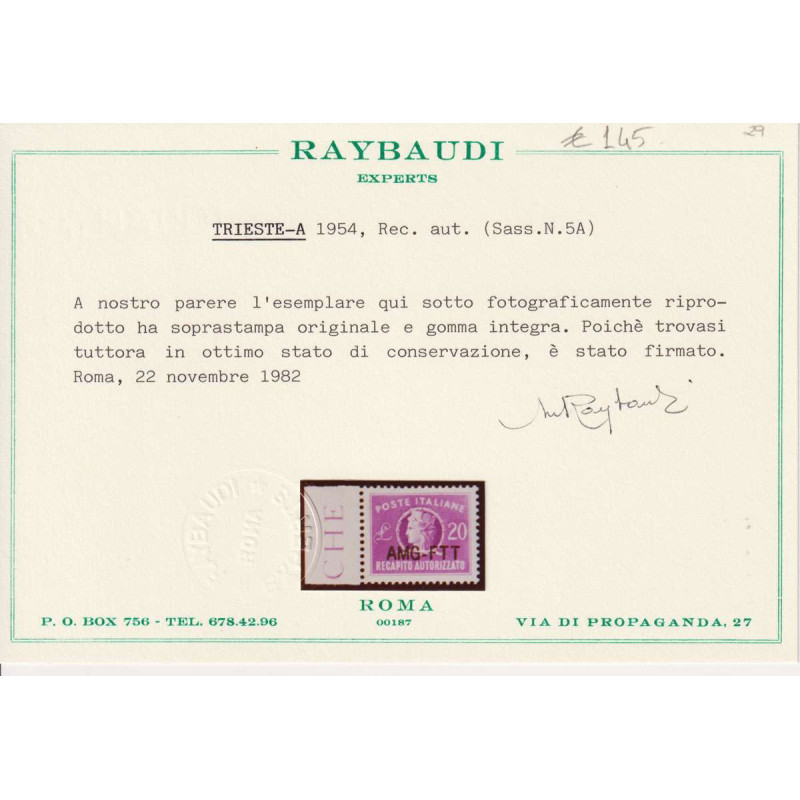 € 145
29
RAYBAUDI
EXPERTS
TRIESTE-A 1954, Rec. aut. (Sass.N.5A)
A nostro parere l'esemplare qui sotto fotograficamente ripro-
dotto ha soprastampa originale e gomma integra. Poichè trovasi
tuttora in ottimo stato di conservazione, è stato firmato.
Roma, 22 novembre 1982
RAYBAUDI
ROMA
CHE
POSTE ITALIANE
£ 20
AMG-FTT
RECAPITO AUTORIZZATO
ROMA
00187
P. O. BOX 756 - TEL. 678.42.96
VIA DI PROPAGANDA, 27